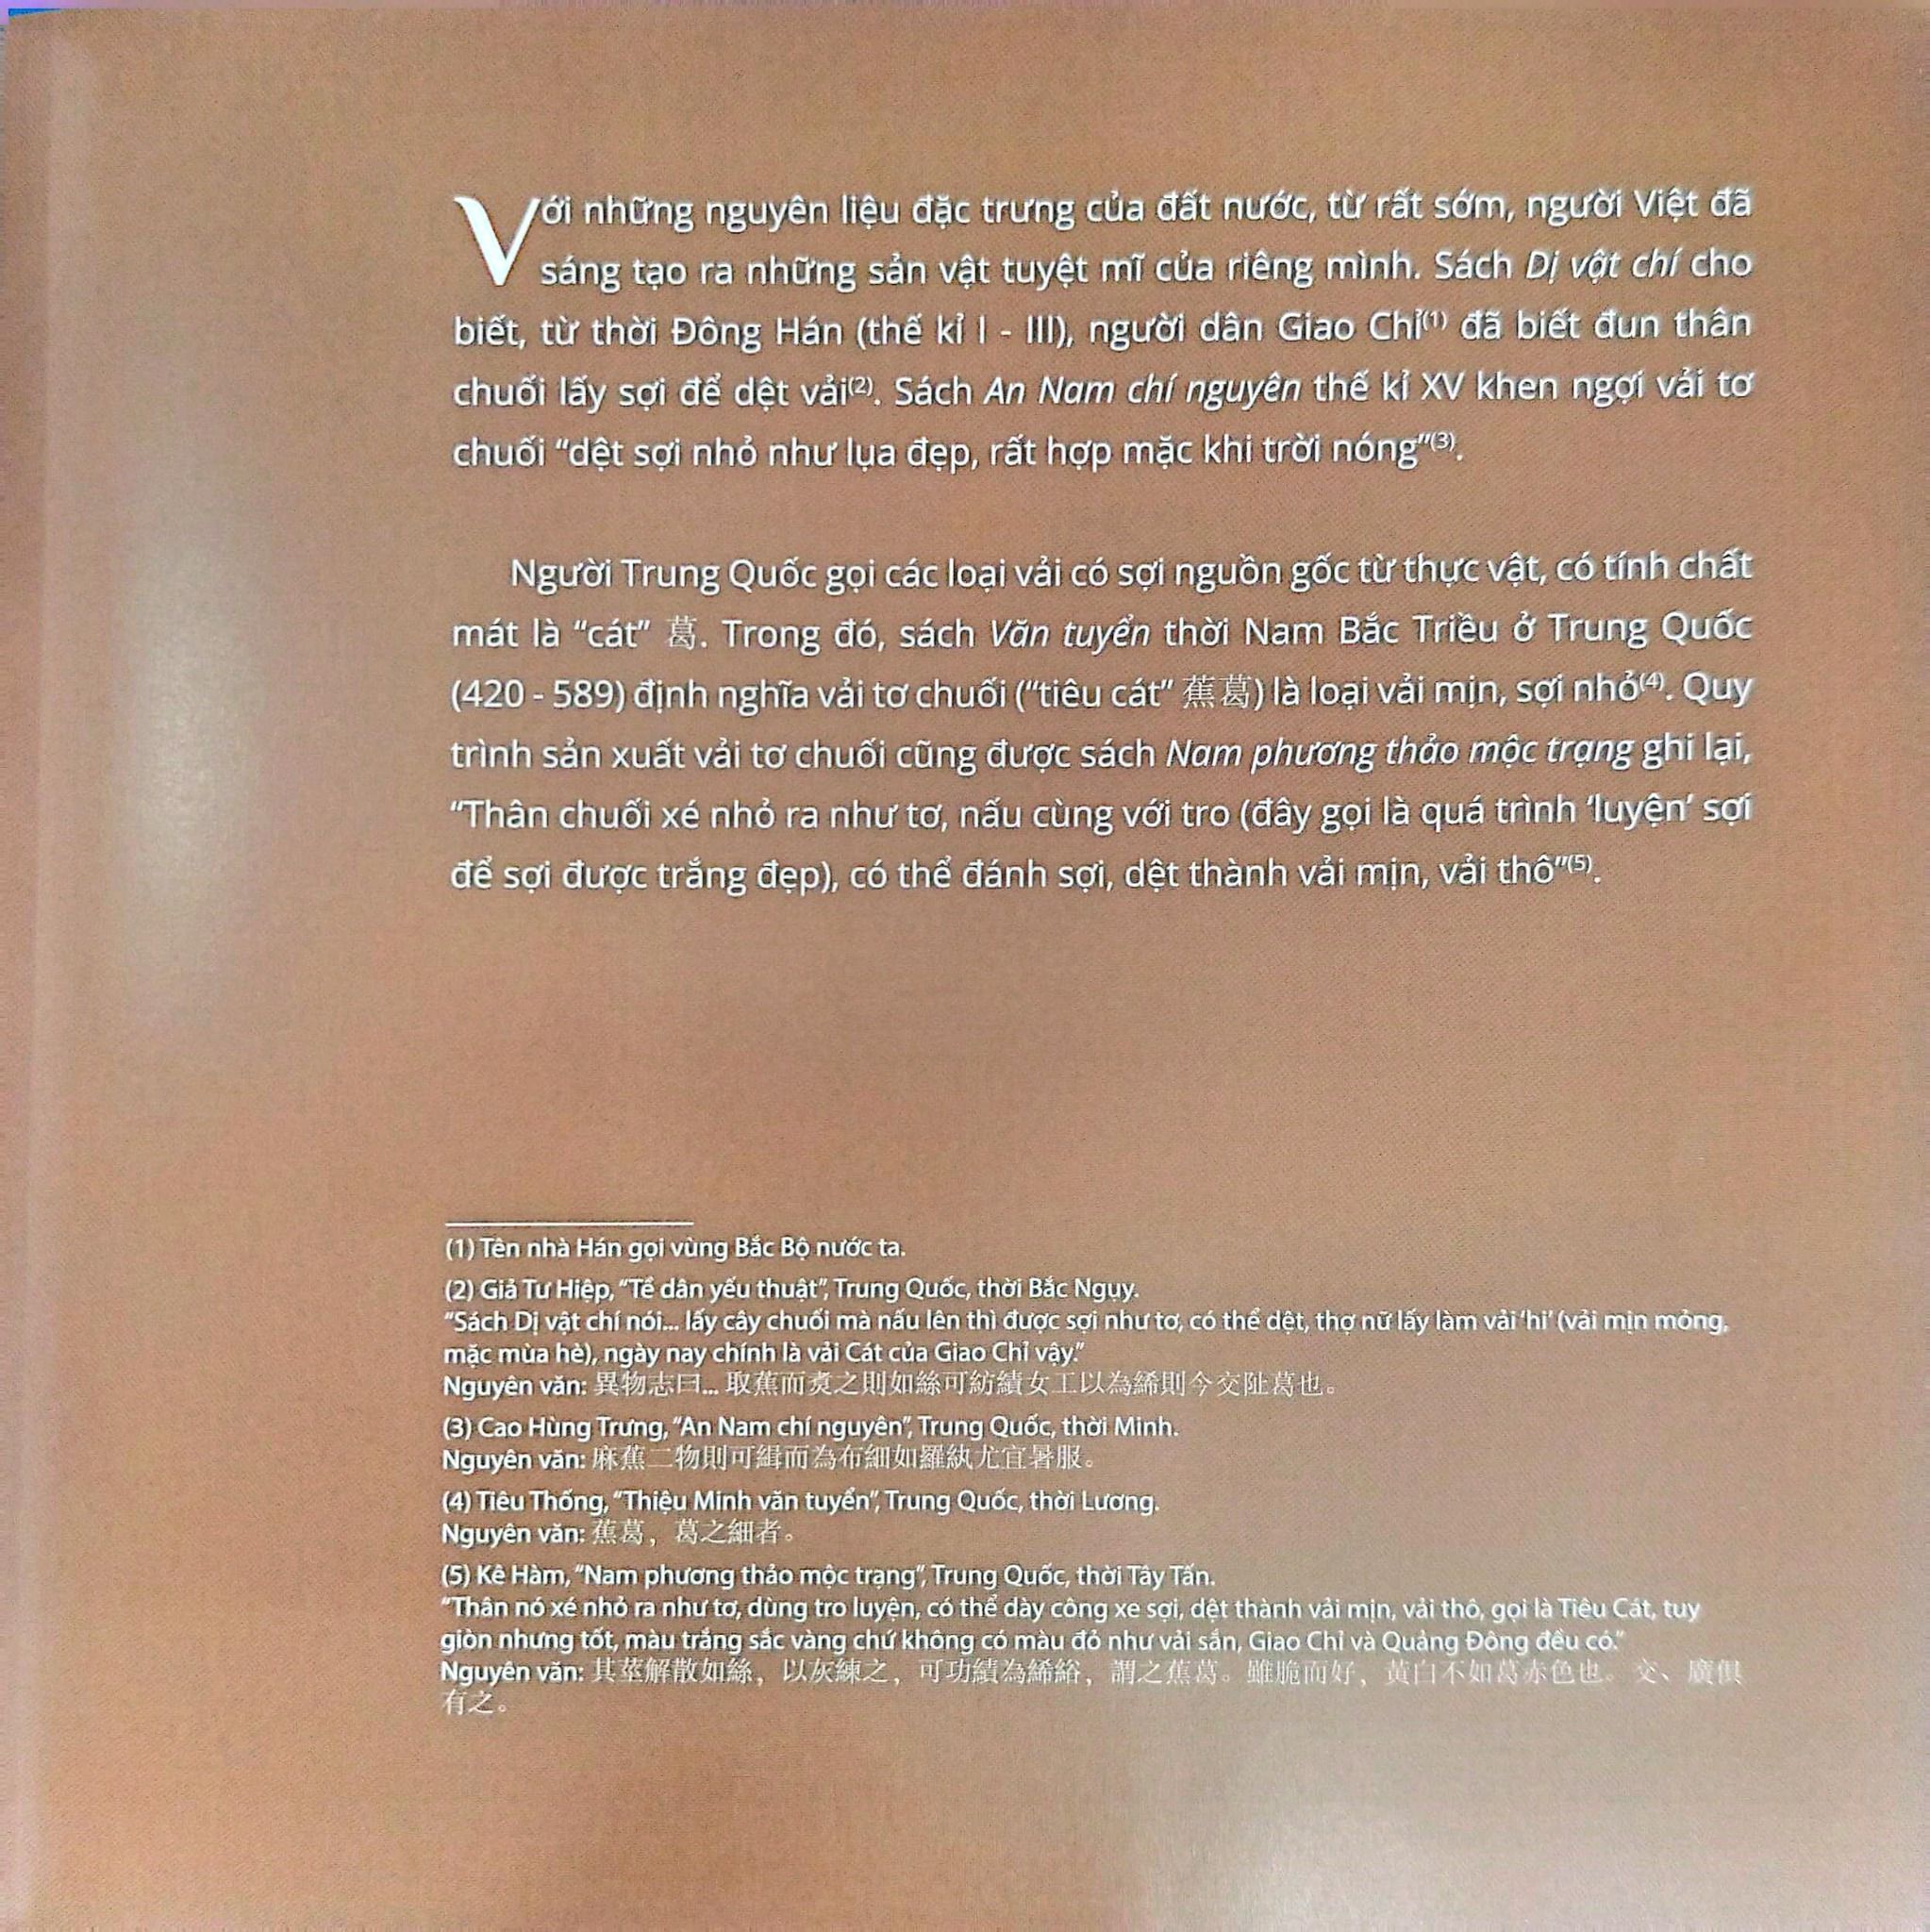 Với những nguyên liệu đặc trưng của đất nước, từ rất sớm, người Việt đã
sáng tạo ra những sản vật tuyệt mĩ của riêng mình. Sách Dị vật chí cho
biết, từ thời Đông Hán (thế kỉ I - III), người dân Giao Chỉ(1) đã biết đun thân
chuối lấy sợi để dệt vải(2). Sách An Nam chí nguyên thế kỉ XV khen ngợi vải tơ
chuối “dệt sợi nhỏ như lụa đẹp, rất hợp mặc khi trời nóng”(3).
Người Trung Quốc gọi các loại vải có sợi nguồn gốc từ thực vật, có tính chất
mát là “cát” 葛. Trong đó, sách Văn tuyển thời Nam Bắc Triều ở Trung Quốc
(420 - 589) định nghĩa vải tơ chuối (“tiêu cát” 蕉葛) là loại vải mịn, sợi nhỏ(4). Quy
trình sản xuất vải tơ chuối cũng được sách Nam phương thảo mộc trạng ghi lại,
“Thân chuối xé nhỏ ra như tơ, nấu cùng với tro (đây gọi là quá trình ‘luyện’ sợi
để sợi được trắng đẹp), có thể đánh sợi, dệt thành vải mịn, vải thô”(5).
(1) Tên nhà Hán gọi vùng Bắc Bộ nước ta.
(2) Giả Tư Hiệp, “Tề dân yếu thuật”, Trung Quốc, thời Bắc Ngụy.
“Sách Dị vật chí nói... lấy cây chuối mà nấu lên thì được sợi như tơ, có thể dệt, thợ nữ lấy làm vải ‘hi’ (vải mịn mỏng,
mặc mùa hè), ngày nay chính là vải Cát của Giao Chỉ vậy.”
Nguyên văn: 異物志曰... 取蕉而煑之則如絲可紡績女工以為絺則今交阯葛也。
(3) Cao Hùng Trưng, “An Nam chí nguyên”, Trung Quốc, thời Minh.
Nguyên văn: 麻蕉二物則可緝而為布細如羅紈尤宜暑服。
(4) Tiêu Thống, “Thiệu Minh văn tuyển”, Trung Quốc, thời Lương.
Nguyên văn: 蕉葛，葛之細者。
(5) Kê Hàm, “Nam phương thảo mộc trạng”, Trung Quốc, thời Tây Tấn.
“Thân nó xé nhỏ ra như tơ, dùng tro luyện, có thể dày công xe sợi, dệt thành vải mịn, vải thô, gọi là Tiêu Cát, tuy
giòn nhưng tốt, màu trắng sắc vàng chứ không có màu đỏ như vải sắn, Giao Chỉ và Quảng Đông đều có.”
Nguyên văn: 其莖解散如絲，以灰練之，可功績為絺綌，謂之蕉葛。雖脆而好，黃白不如葛赤色也。交、廣俱
有之。